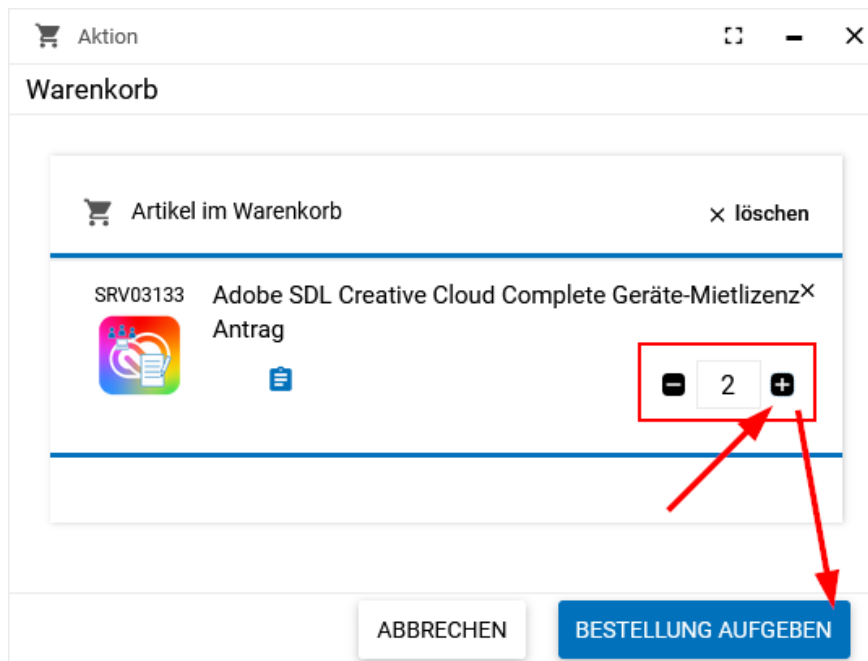 Aktion
Warenkorb
Artikel im Warenkorb
× löschen
SRV03133
Adobe SDL Creative Cloud Complete Geräte-Mietlizenz
Antrag
2
ABBRECHEN
BESTELLUNG AUFGEBEN